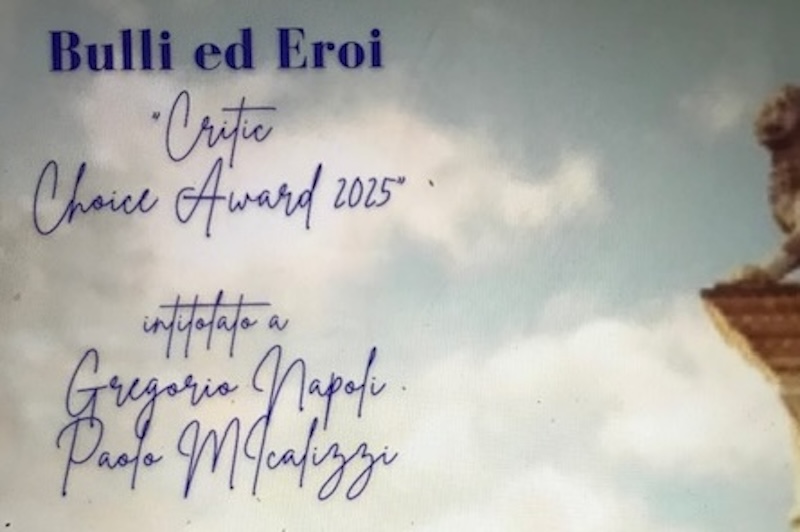 Bulli ed Eroi
"Critic
Choice Award 2025"
intitolato a
Gregorio Napoli
Paolo MIcalizzi